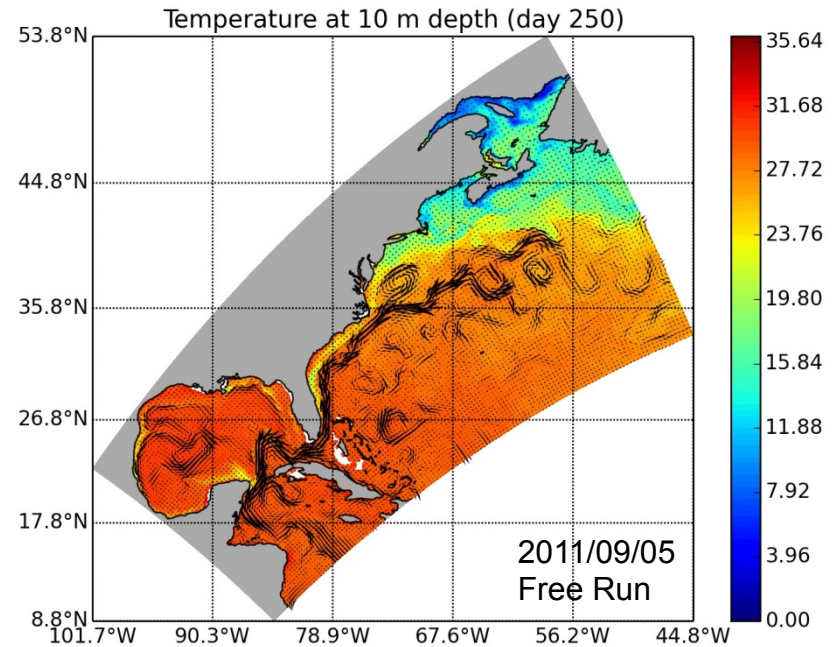 Temperature at 10 m depth (day 250)
53.8°N
44.8°N
35.8°N
26.8°N
17.8°N
8.8°N
101.7°W 90.3°W 78.9°W 67.6°W 56.2°W 44.8°W
2011/09/05
Free Run
35.64
31.68
27.72
23.76
19.80
15.84
11.88
7.92
3.96
0.00